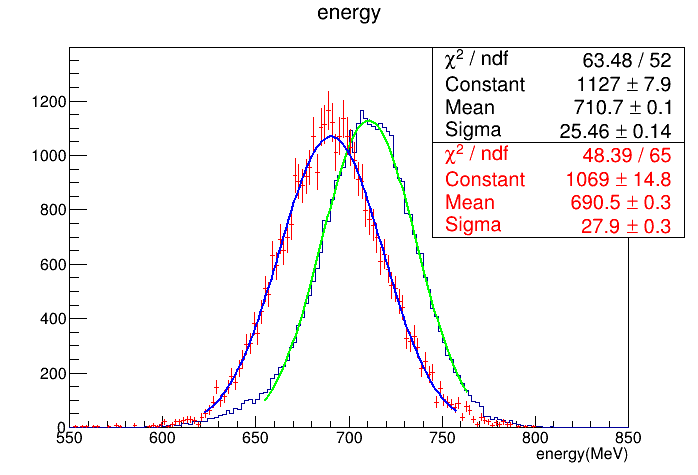 energy
χ² / ndf 63.48 / 52
Constant 1127 ± 7.9
Mean 710.7 ± 0.1
Sigma 25.46 ± 0.14
χ² / ndf 48.39 / 65
Constant 1069 ± 14.8
Mean 690.5 ± 0.3
Sigma 27.9 ± 0.3
1200
1000
800
600
400
200
0
550 600 650 700 750 800 850
energy(MeV)